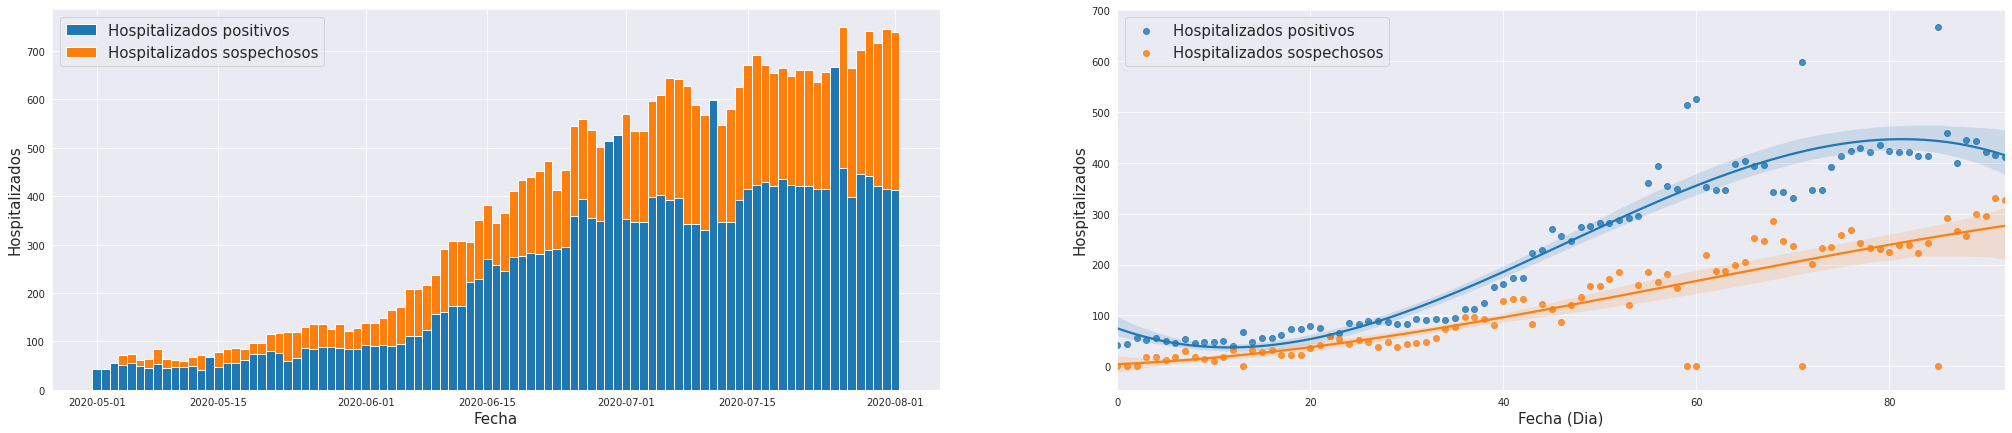 Hospitalizados positivos
Hospitalizados sospechosos
Hospitalizados
700
600
500
400
300
200
100
0
2020-05-01 2020-05-15 2020-06-01 2020-06-15 2020-07-01 2020-07-15 2020-08-01
Fecha
Hospitalizados positivos
Hospitalizados sospechosos
Hospitalizados
700
600
500
400
300
200
100
0
0 20 40 60 80
Fecha (Dia)